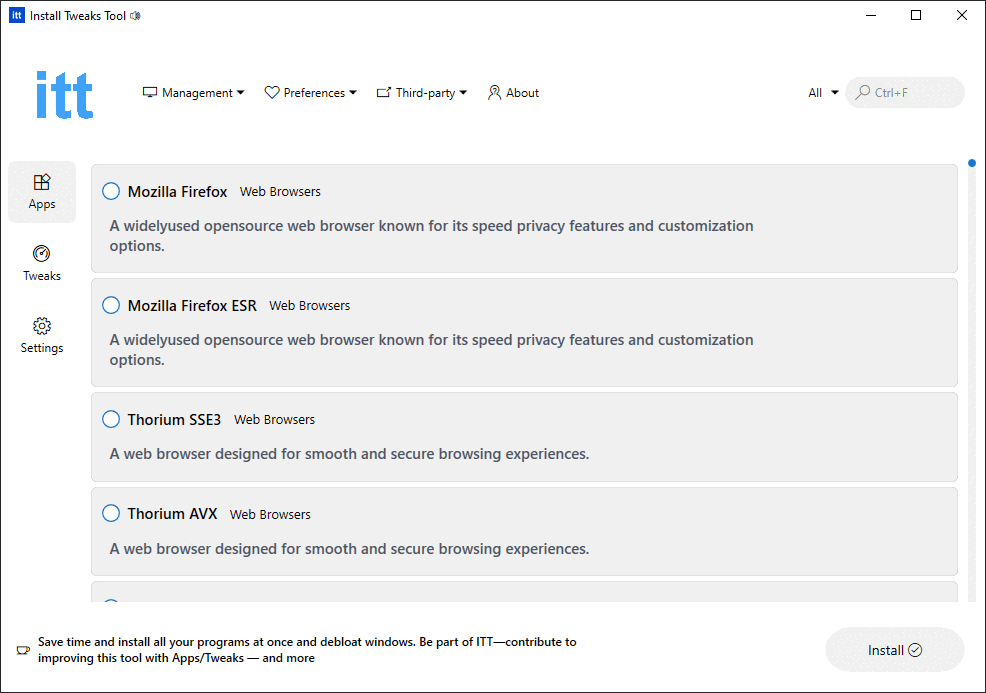 itt Install Tweaks Tool
itt
Management Preferences Third-party About All Ctrl+F
Apps
Tweaks
Settings
Mozilla Firefox Web Browsers
A widelyused opensource web browser known for its speed privacy features and customization
options.
Mozilla Firefox ESR Web Browsers
A widelyused opensource web browser known for its speed privacy features and customization
options.
Thorium SSE3 Web Browsers
A web browser designed for smooth and secure browsing experiences.
Thorium AVX Web Browsers
A web browser designed for smooth and secure browsing experiences.
Save time and install all your programs at once and debloat windows. Be part of ITT—contribute to
improving this tool with Apps/Tweaks — and more
Install